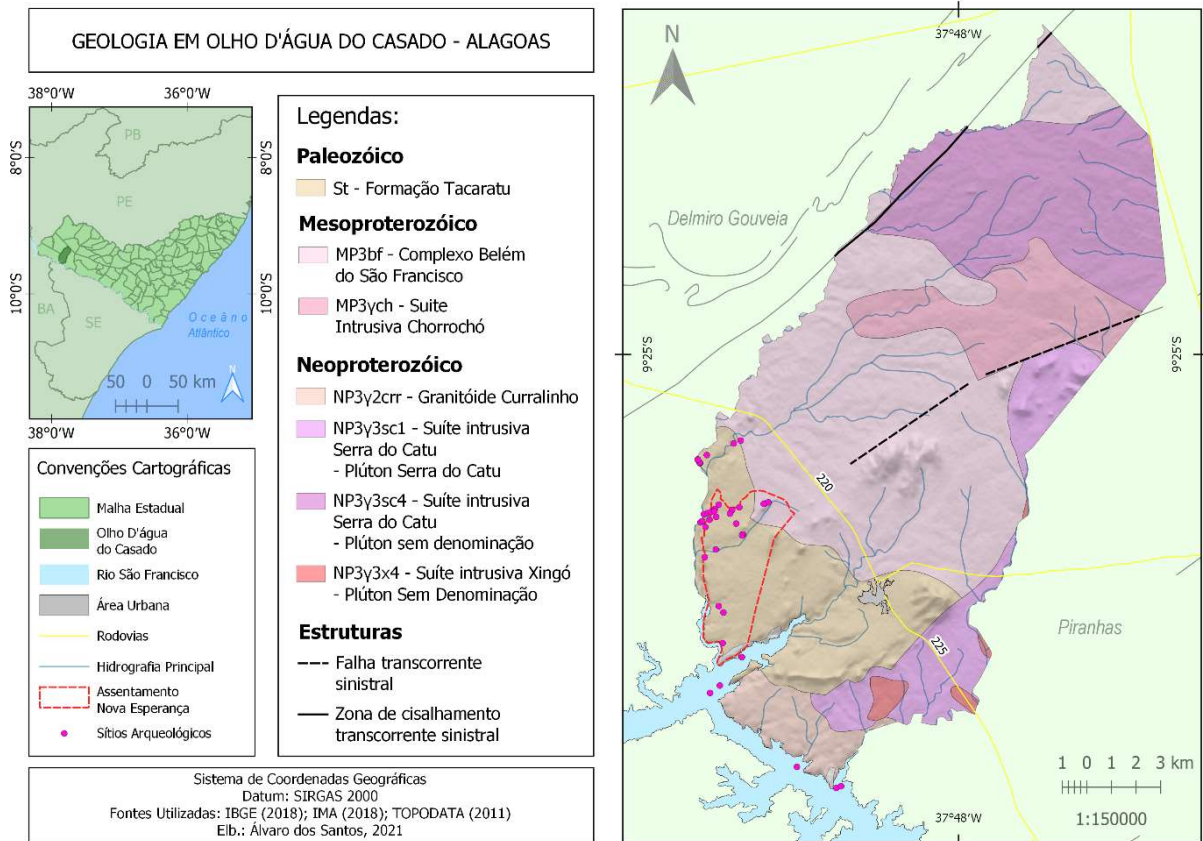 GEOLOGIA EM OLHO D'ÁGUA DO CASADO - ALAGOAS
38°0'W
36°0'W
8°0'S
8°0'S
10°0'S
10°0'S
PB
PE
BA
SE
Oceâno
Atlântico
50 0 50 km
38°0'W
36°0'W
Convenções Cartográficas
Malha Estadual
Olho D'água
do Casado
Rio São Francisco
Área Urbana
Rodovias
Hidrografia Principal
Assentamento
Nova Esperança
Sítios Arqueológicos
Legendas:
Paleozóico
St - Formação Tacaratu
Mesoproterozóico
MP3bf - Complexo Belém
do São Francisco
MP3γch - Suite
Intrusiva Chorrochó
Neoproterozóico
NP3γ2crr - Granitóide Curralinho
NP3γ3sc1 - Suíte intrusiva
Serra do Catu
- Plúton Serra do Catu
NP3γ3sc4 - Suíte intrusiva
Serra do Catu
- Plúton sem denominação
NP3γ3x4 - Suíte intrusiva Xingó
- Plúton Sem Denominação
Estruturas
Falha transcorrente
sinistral
Zona de cisalhamento
transcorrente sinistral
Sistema de Coordenadas Geográficas
Datum: SIRGAS 2000
Fontes Utilizadas: IBGE (2018); IMA (2018); TOPODATA (2011)
Elb.: Álvaro dos Santos, 2021
37°48'W
N
Delmiro Gouveia
9°25'S
9°25'S
220
225
Piranhas
1 0 1 2 3 km
1:150000
37°48'W